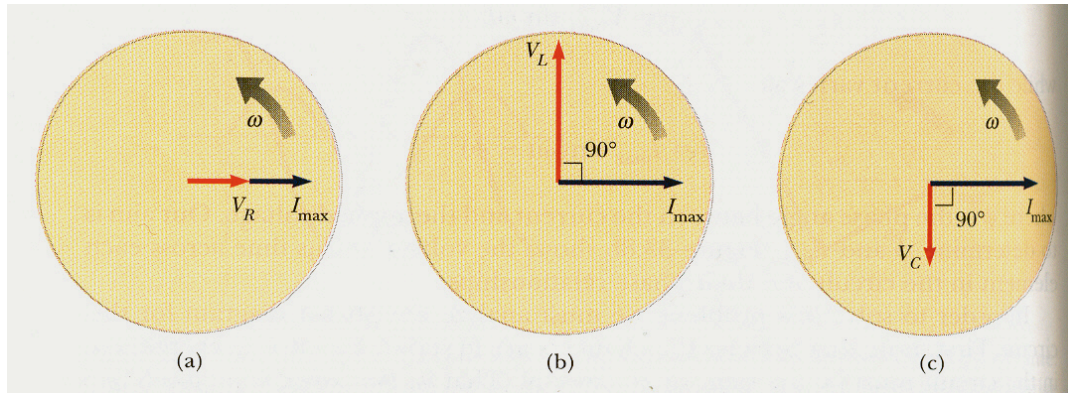 ω
V_R
I_max
(a)
V_L
ω
90°
I_max
(b)
ω
90°
I_max
V_C
(c)